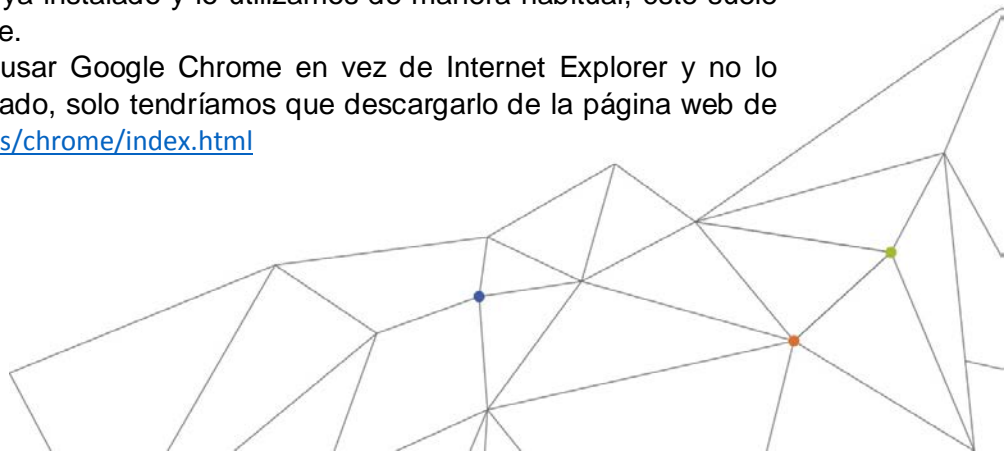 ya instalado y lo utilizamos de manera habitual, esto suele
e.
usar Google Chrome en vez de Internet Explorer y no lo
ado, solo tendríamos que descargarlo de la página web de
s/chrome/index.html